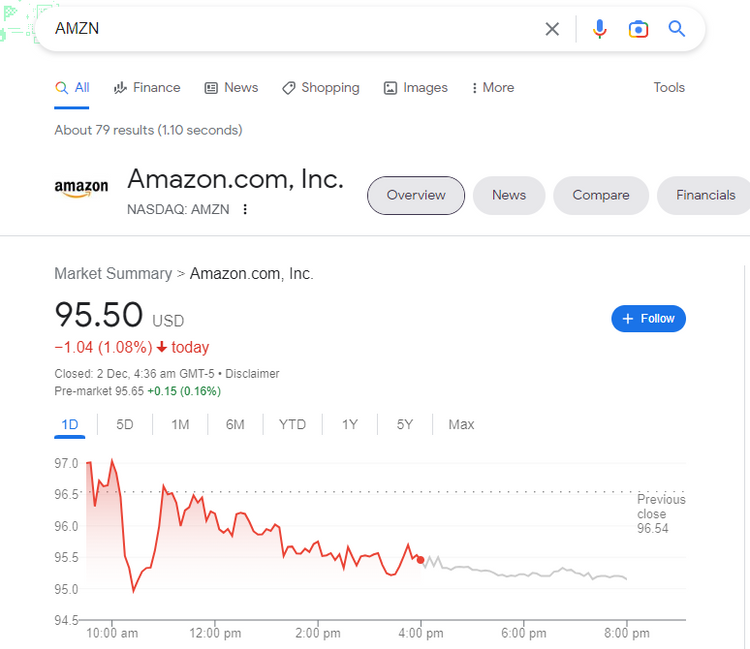 AMZN
All Finance News Shopping Images More Tools
About 79 results (1.10 seconds)
amazon
Amazon.com, Inc.
NASDAQ: AMZN
Overview News Compare Financials
Market Summary > Amazon.com, Inc.
95.50 USD
+ Follow
−1.04 (1.08%) ↓ today
Closed: 2 Dec, 4:36 am GMT-5 • Disclaimer
Pre-market 95.65 +0.15 (0.16%)
1D 5D 1M 6M YTD 1Y 5Y Max
97.0
96.5
96.0
95.5
95.0
94.5
Previous
close
96.54
10:00 am 12:00 pm 2:00 pm 4:00 pm 6:00 pm 8:00 pm